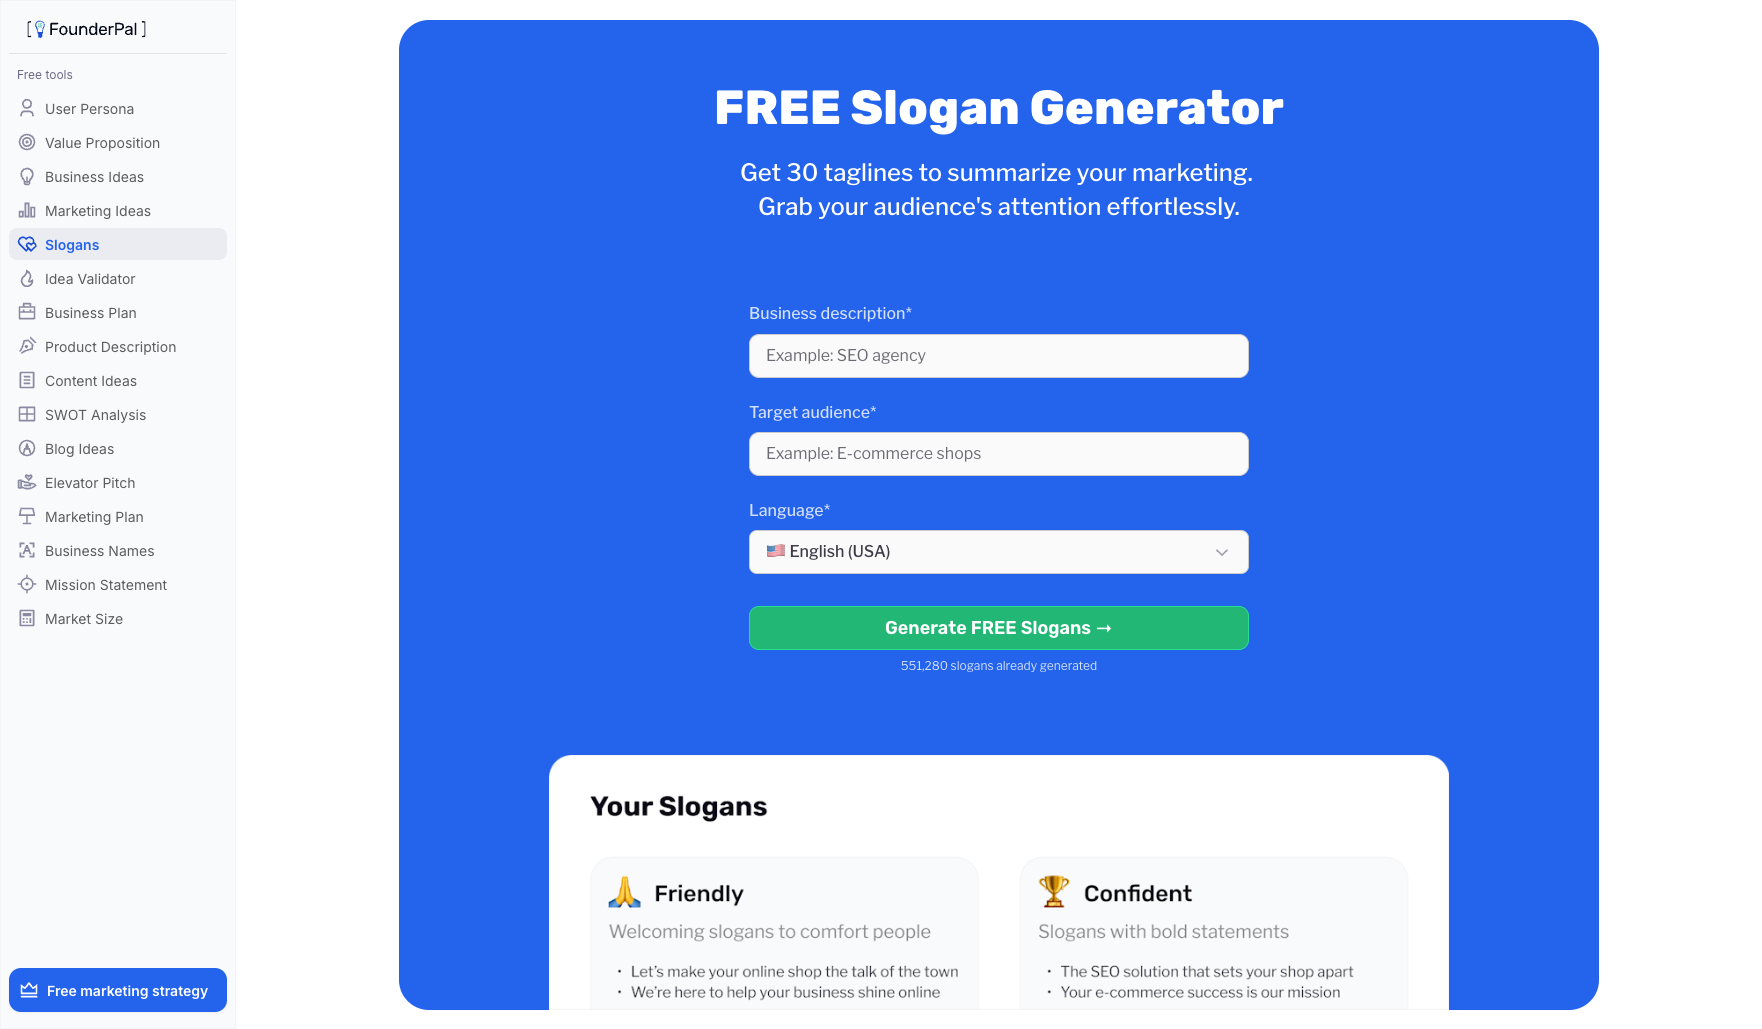 [FounderPal]
Free tools
User Persona
Value Proposition
Business Ideas
Marketing Ideas
Slogans
Idea Validator
Business Plan
Product Description
Content Ideas
SWOT Analysis
Blog Ideas
Elevator Pitch
Marketing Plan
Business Names
Mission Statement
Market Size
Free marketing strategy
FREE Slogan Generator
Get 30 taglines to summarize your marketing.
Grab your audience's attention effortlessly.
Business description*
Example: SEO agency
Target audience*
Example: E-commerce shops
Language*
🇺🇸 English (USA)
Generate FREE Slogans →
551,280 slogans already generated
Your Slogans
🙏 Friendly
Welcoming slogans to comfort people
• Let's make your online shop the talk of the town
• We're here to help your business shine online
🏆 Confident
Slogans with bold statements
• The SEO solution that sets your shop apart
• Your e-commerce success is our mission